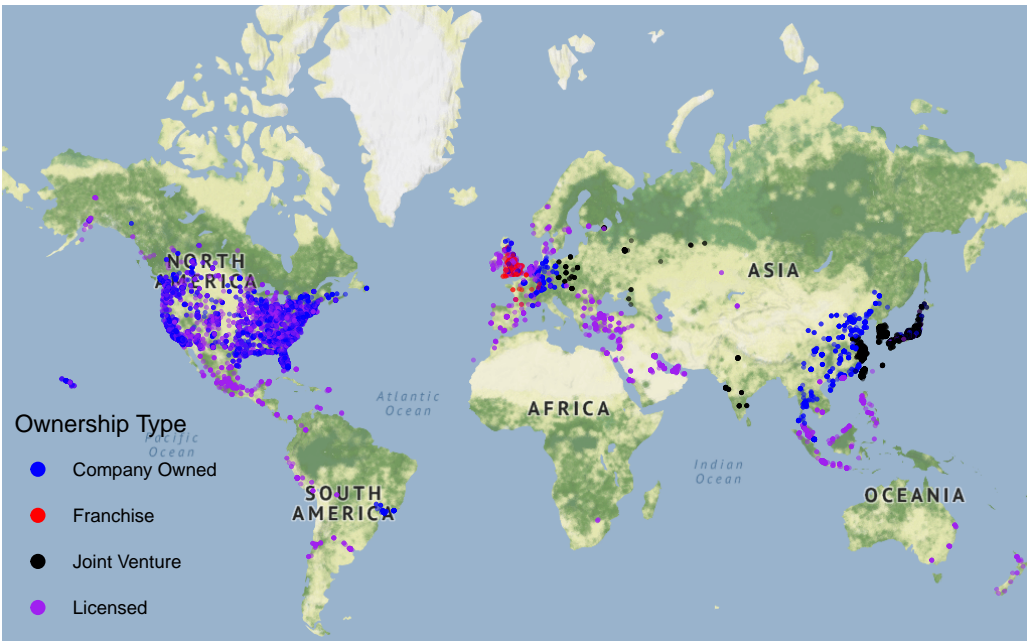 NORTH
AMERICA
ASIA
Atlantic
Ocean
AFRICA
Ownership Type
Pacific
Ocean
Company Owned
Indian
Ocean
SOUTH
AMERICA
OCEANIA
Franchise
Joint Venture
Licensed